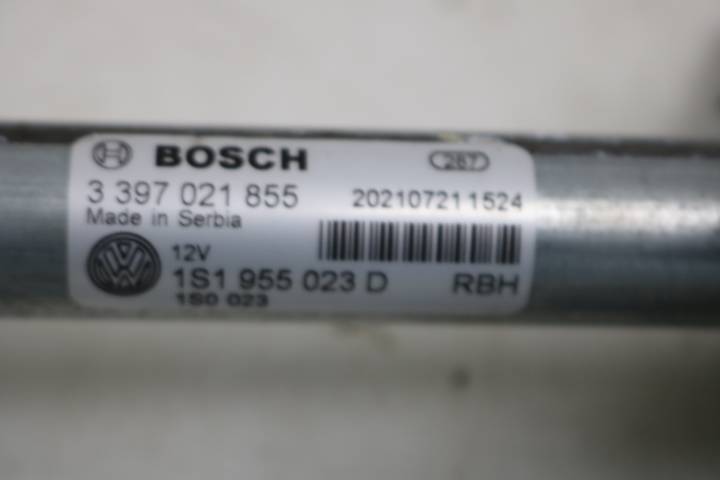 BOSCH 287
3 397 021 855 202107211524
Made in Serbia
12V
1S1 955 023 D RBH
1S0 023